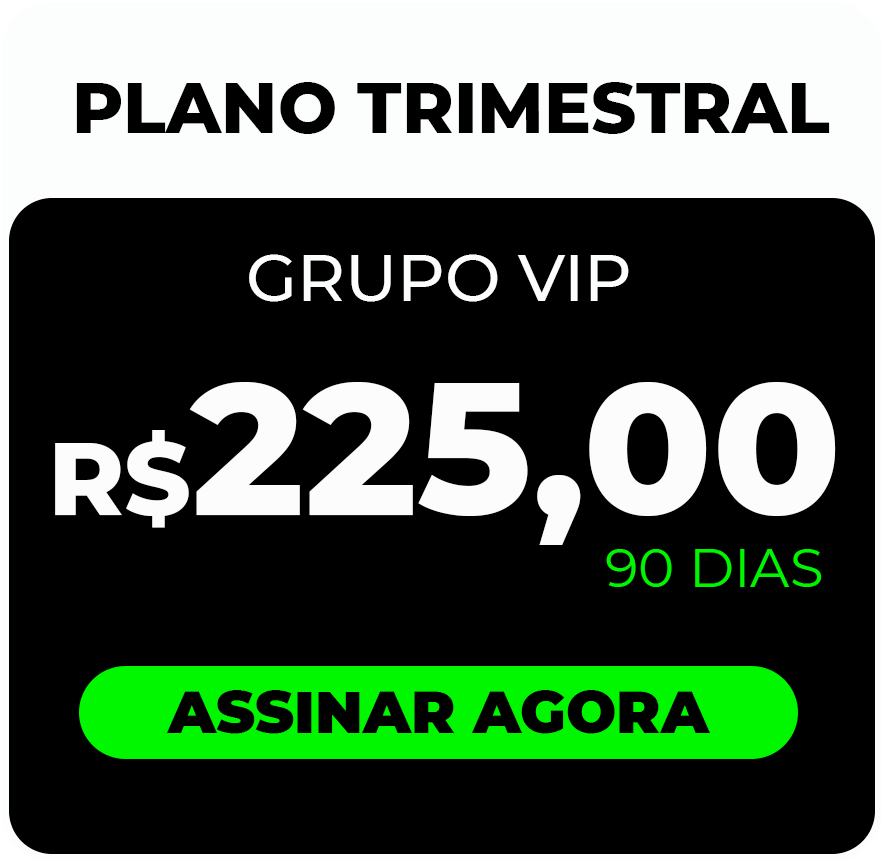 PLANO TRIMESTRAL
GRUPO VIP
R$225,00
90 DIAS
ASSINAR AGORA